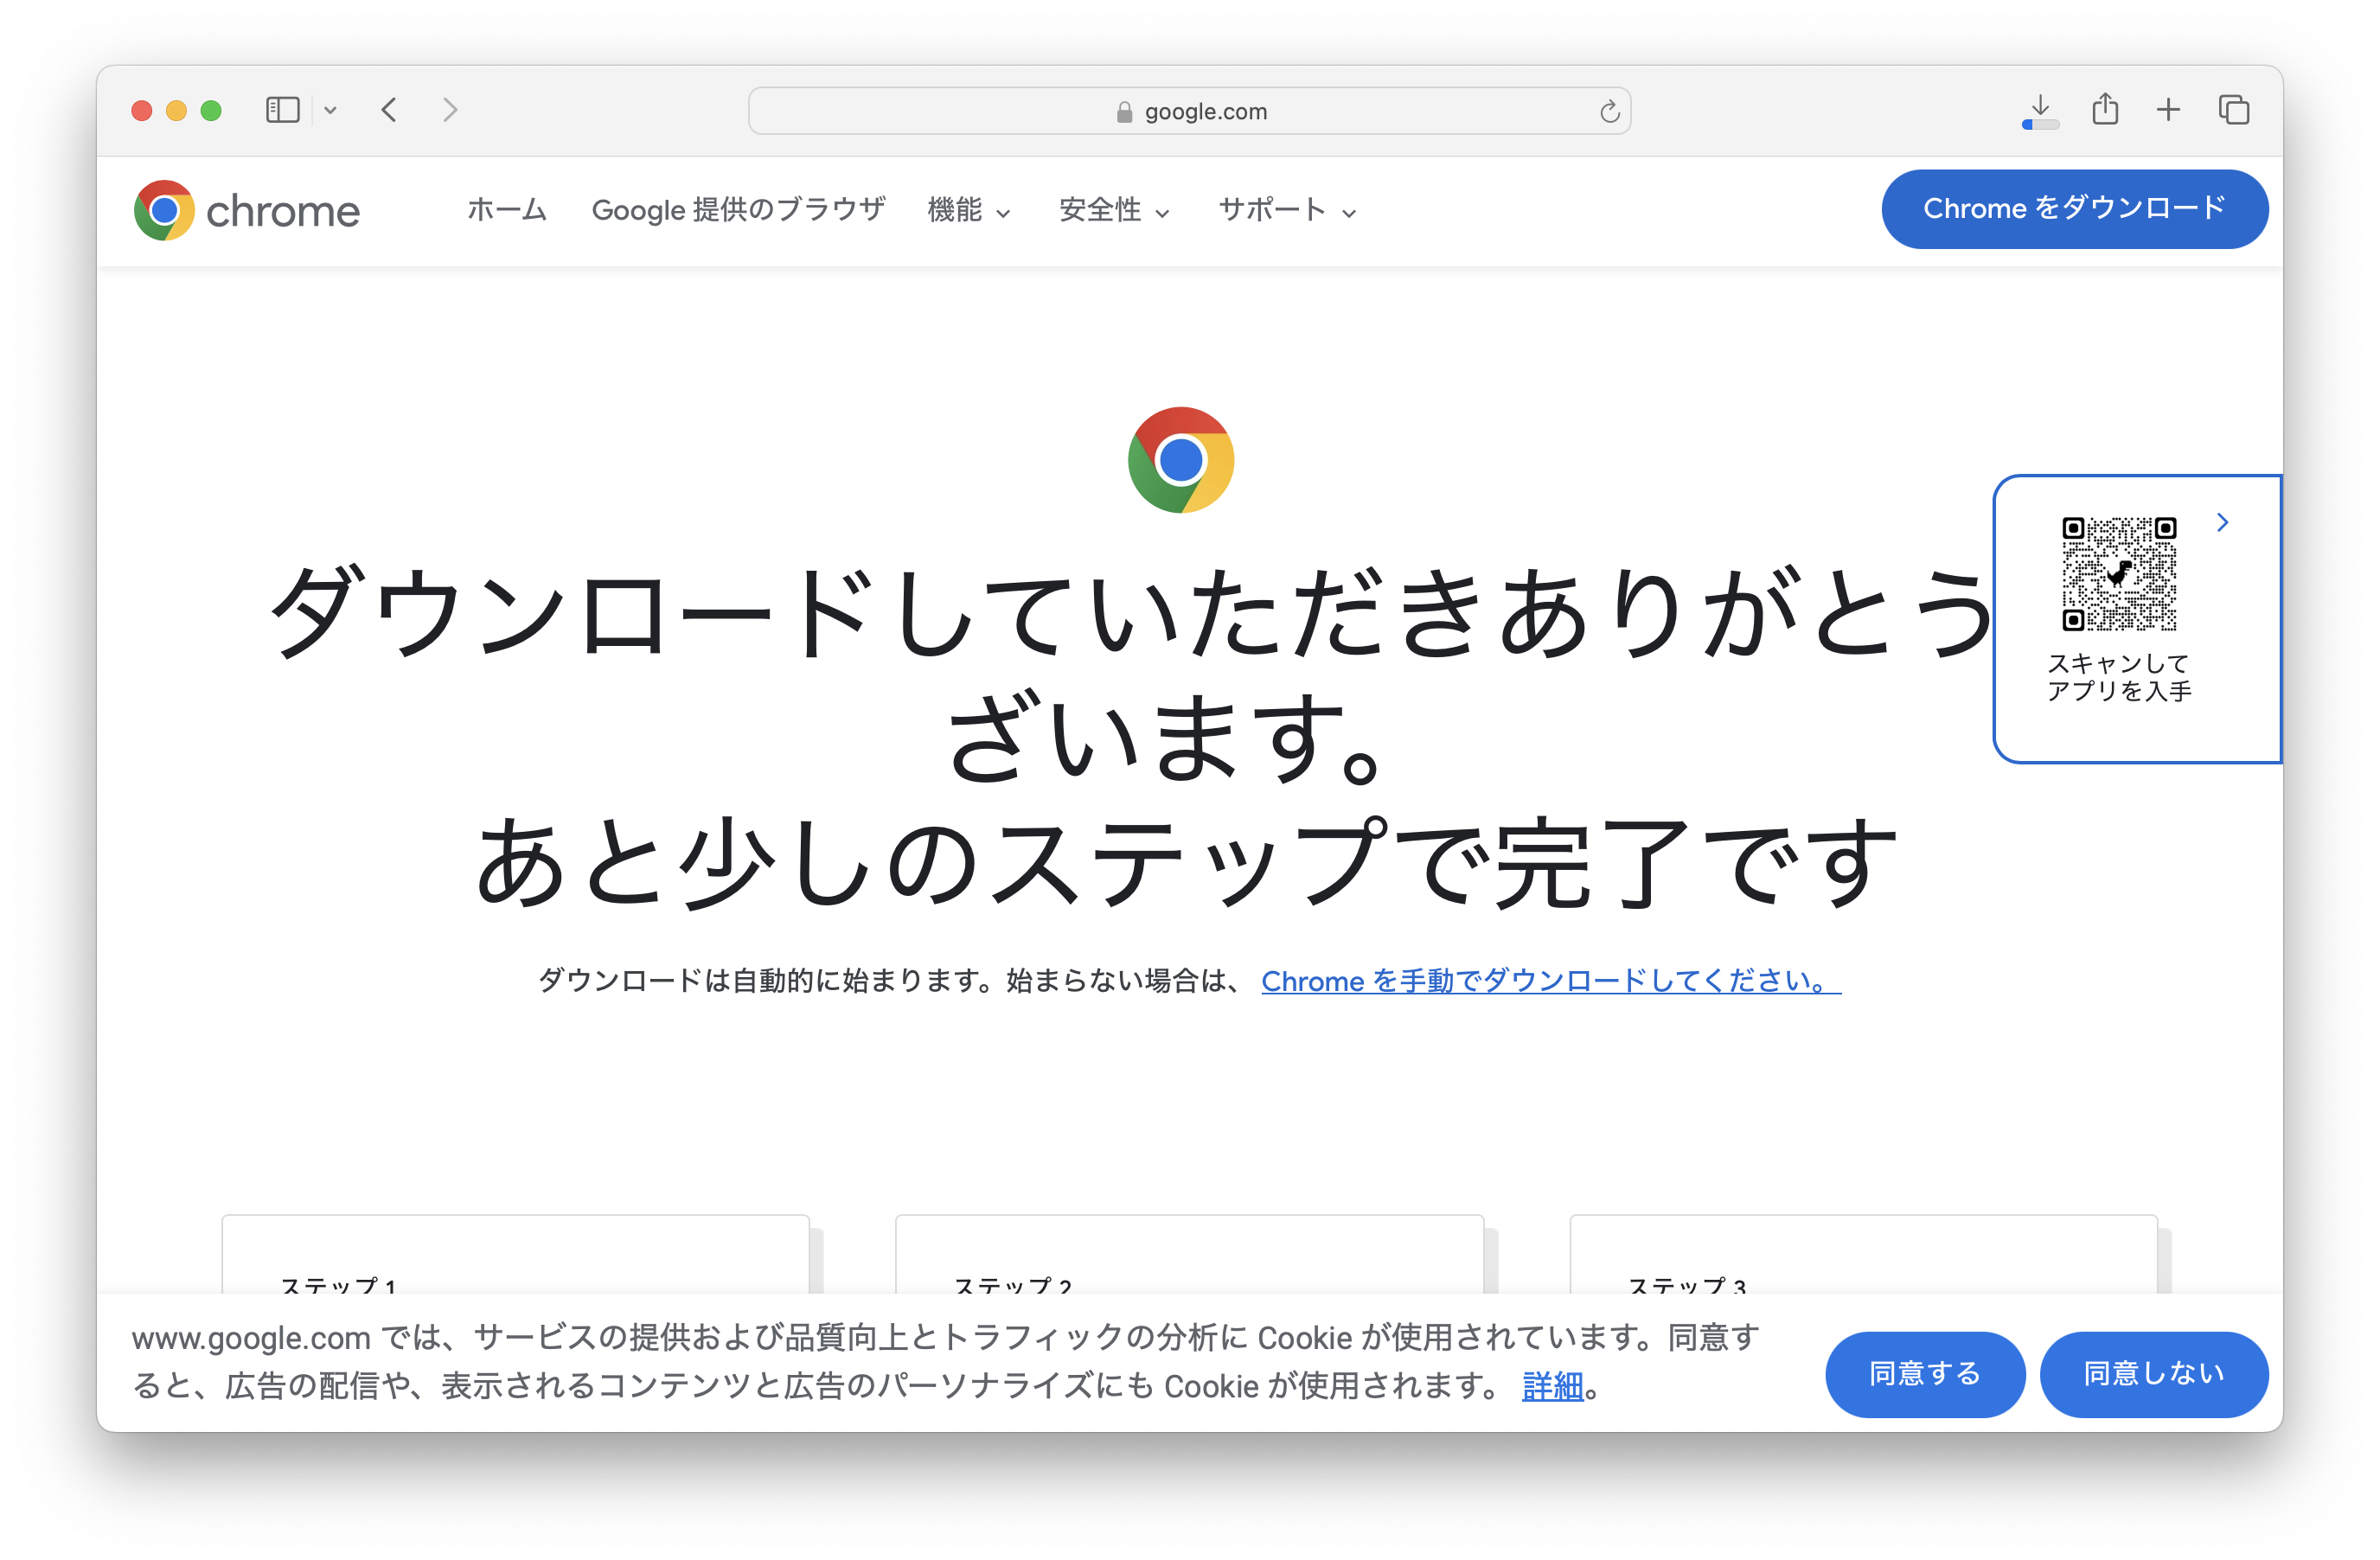 google.com
chrome
ホーム
Google 提供のブラウザ
機能
安全性
サポート
Chrome をダウンロード
ダウンロードしていただきありがとう
ざいます。
あと少しのステップで完了です
スキャンして
アプリを入手
ダウンロードは自動的に始まります。始まらない場合は、 Chrome を手動でダウンロードしてください。
ステップ 1
ステップ 2
ステップ 3
www.google.com では、サービスの提供および品質向上とトラフィックの分析に Cookie が使用されています。同意す
ると、広告の配信や、表示されるコンテンツと広告のパーソナライズにも Cookie が使用されます。 詳細。
同意する
同意しない